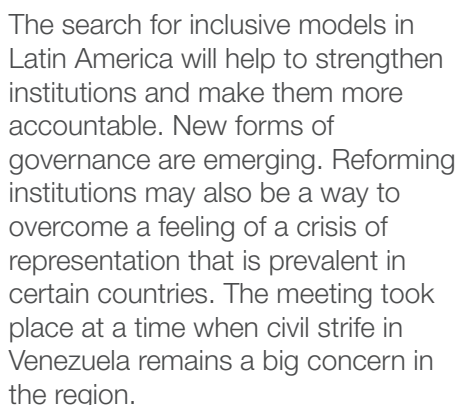 The search for inclusive models in
Latin America will help to strengthen
institutions and make them more
accountable. New forms of
governance are emerging. Reforming
institutions may also be a way to
overcome a feeling of a crisis of
representation that is prevalent in
certain countries. The meeting took
place at a time when civil strife in
Venezuela remains a big concern in
the region.